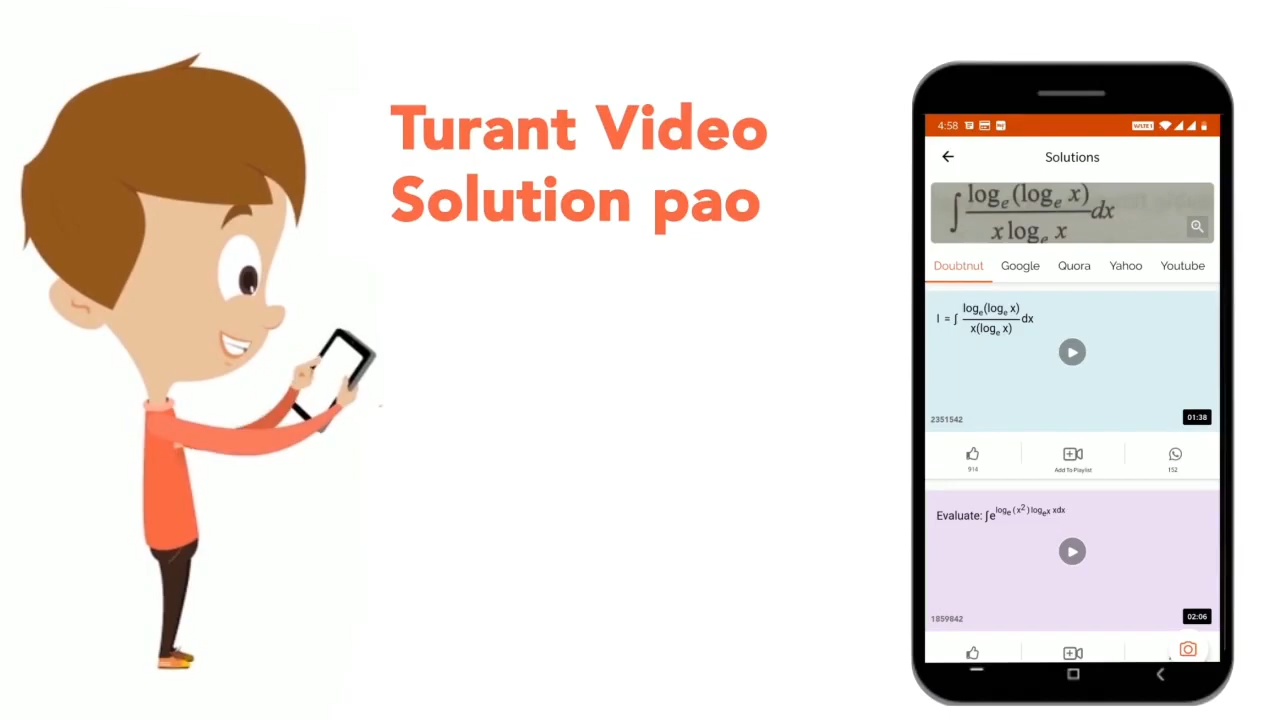 Turant Video
Solution pao
4:58
Solutions
∫ logₑ(logₑ x) / x logₑ x dx
Doubtnut Google Quora Yahoo Youtube
I = ∫ logₑ(logₑ x) / x(logₑ x) dx
2351542 01:38
914 Add To Playlist 152
Evaluate: ∫e^logₑ(x²)logₑx xdx
1859842 02:06